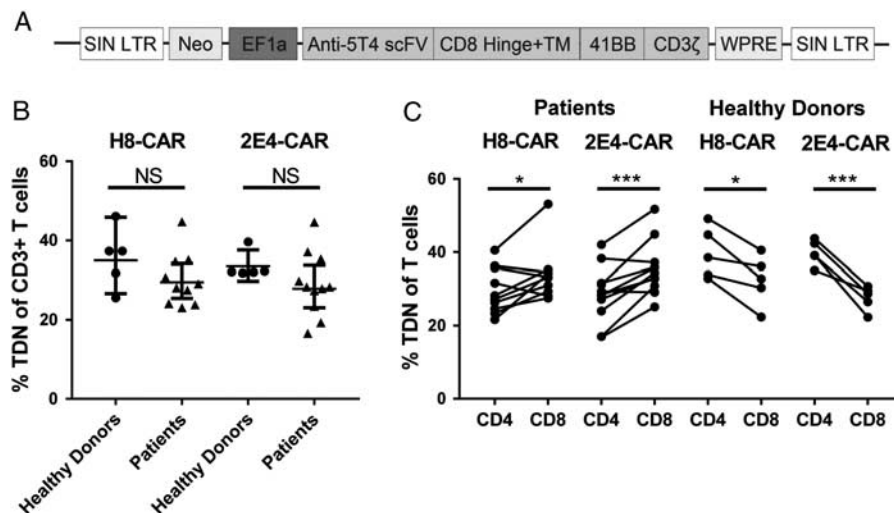 A
SIN LTR Neo EF1a Anti-5T4 scFV CD8 Hinge+TM 41BB CD3ζ WPRE SIN LTR
B
H8-CAR 2E4-CAR
NS NS
% TDN of CD3+ T cells
80
60
40
20
0
Healthy Donors Patients Healthy Donors Patients
C
Patients Healthy Donors
H8-CAR 2E4-CAR H8-CAR 2E4-CAR
* *** * ***
% TDN of T cells
60
40
20
0
CD4 CD8 CD4 CD8 CD4 CD8 CD4 CD8